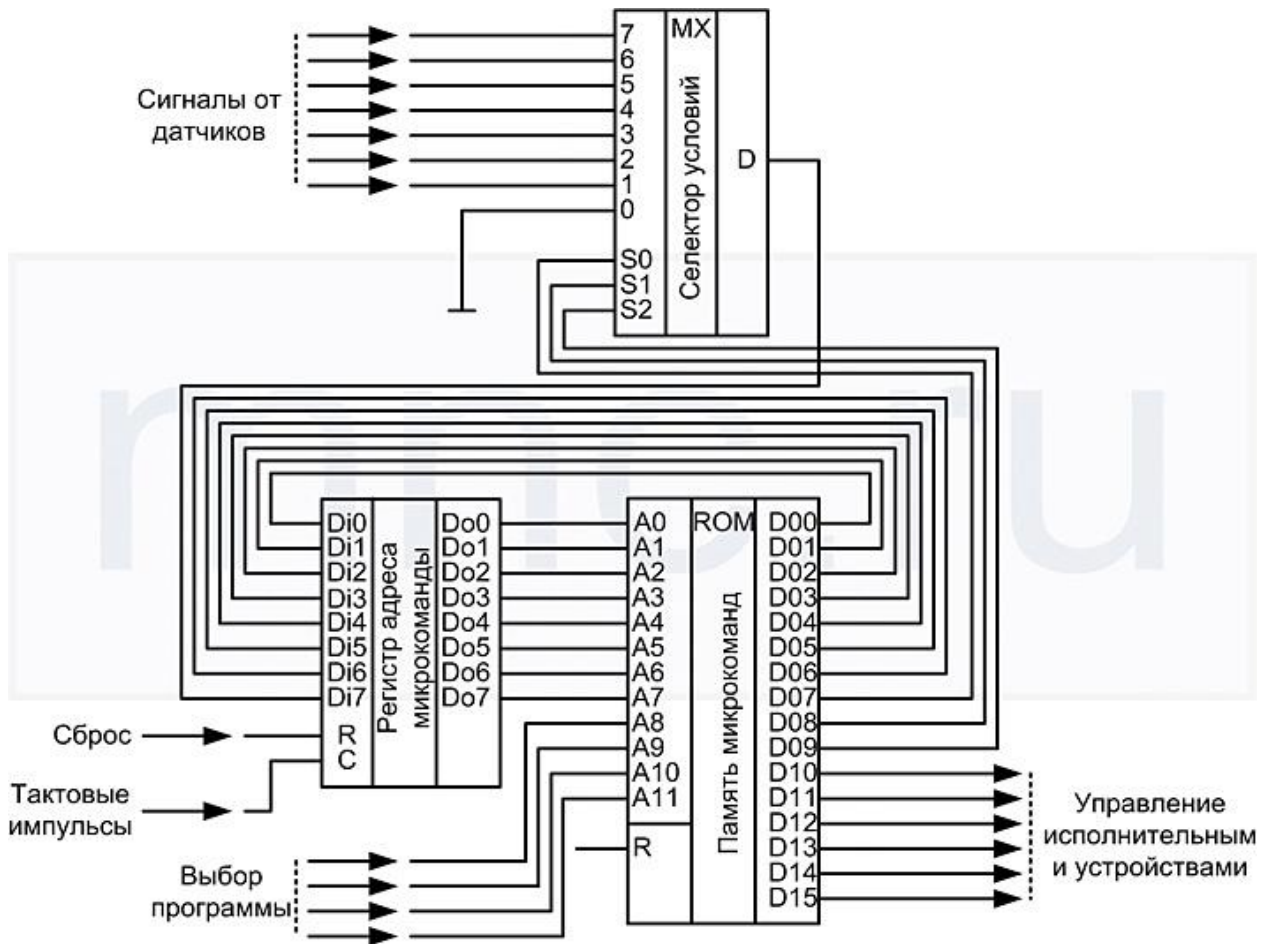 7
6
5
4
3
2
1
0
S0
S1
S2
MX
Селектор условий
D
Сигналы от
датчиков
Di0
Di1
Di2
Di3
Di4
Di5
Di6
Di7
R
C
Регистр адреса
микрокоманды
Do0
Do1
Do2
Do3
Do4
Do5
Do6
Do7
A0
A1
A2
A3
A4
A5
A6
A7
A8
A9
A10
A11
R
ROM
Память микрокоманд
D00
D01
D02
D03
D04
D05
D06
D07
D08
D09
D10
D11
D12
D13
D14
D15
Сброс
Тактовые
импульсы
Выбор
программы
Управление
исполнительным
и устройствами